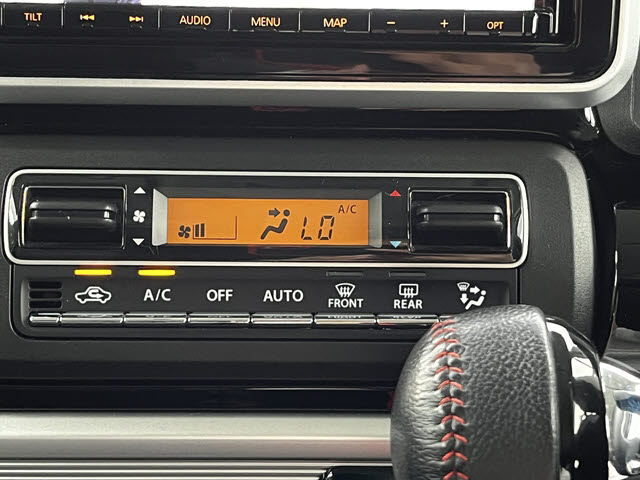 TILT AUDIO MENU MAP − + OPT
A/C
LO
A/C OFF AUTO FRONT REAR